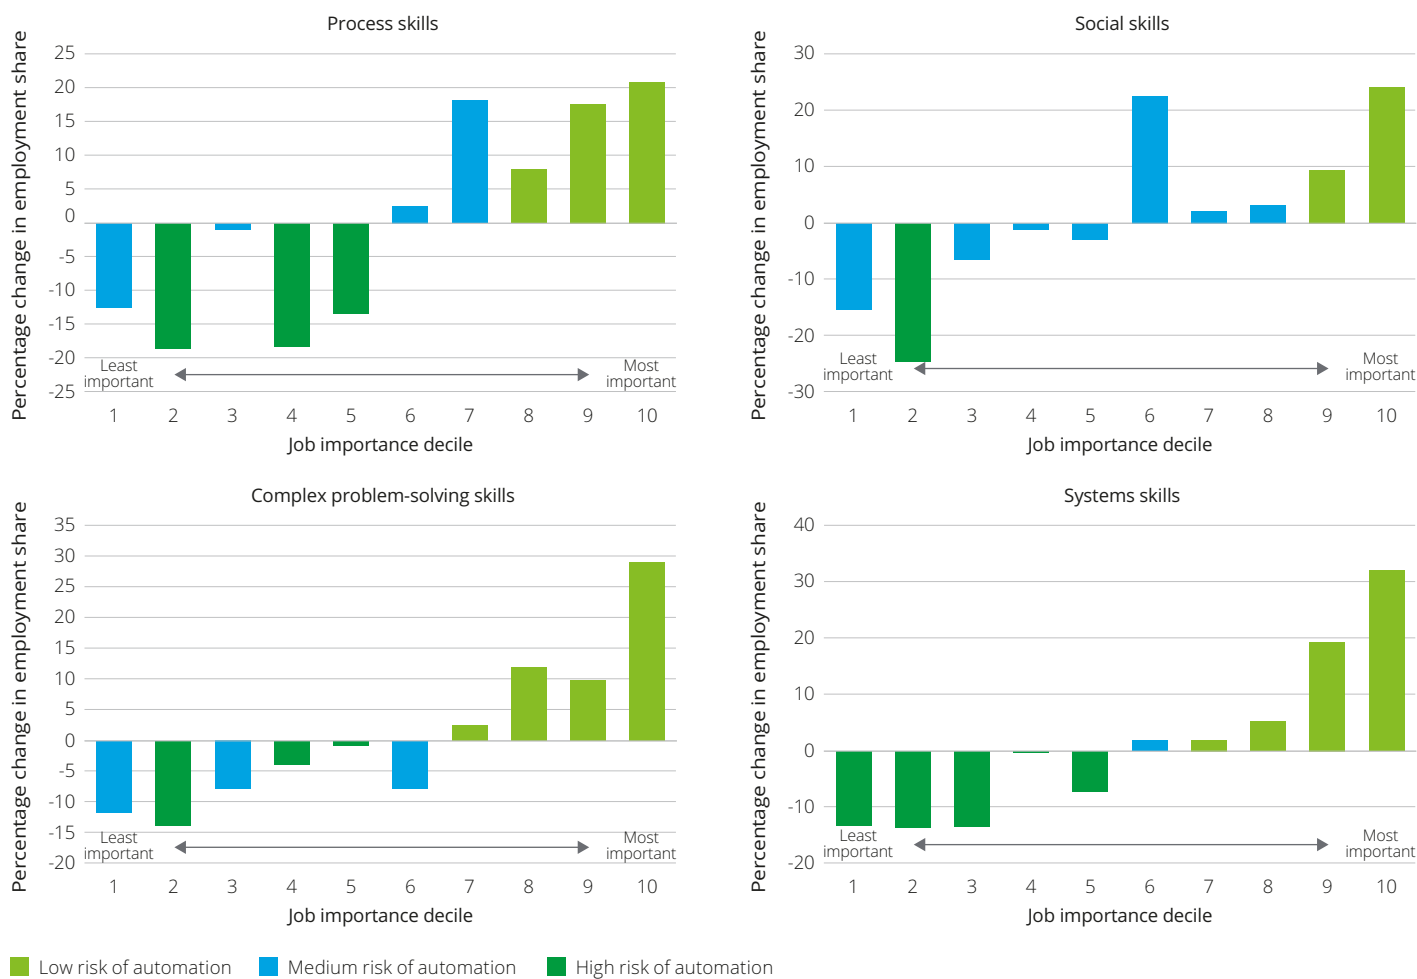 Process skills
Percentage change in employment share
25
20
15
10
5
0
-5
-10
-15
-20
-25
Least
important
Most
important
1 2 3 4 5 6 7 8 9 10
Job importance decile
Social skills
Percentage change in employment share
30
20
10
0
-10
-20
-30
Least
important
Most
important
1 2 3 4 5 6 7 8 9 10
Job importance decile
Complex problem-solving skills
Percentage change in employment share
35
30
25
20
15
10
5
0
-5
-10
-15
-20
Least
important
Most
important
1 2 3 4 5 6 7 8 9 10
Job importance decile
Systems skills
Percentage change in employment share
40
30
20
10
0
-10
-20
Least
important
Most
important
1 2 3 4 5 6 7 8 9 10
Job importance decile
Low risk of automation Medium risk of automation High risk of automation